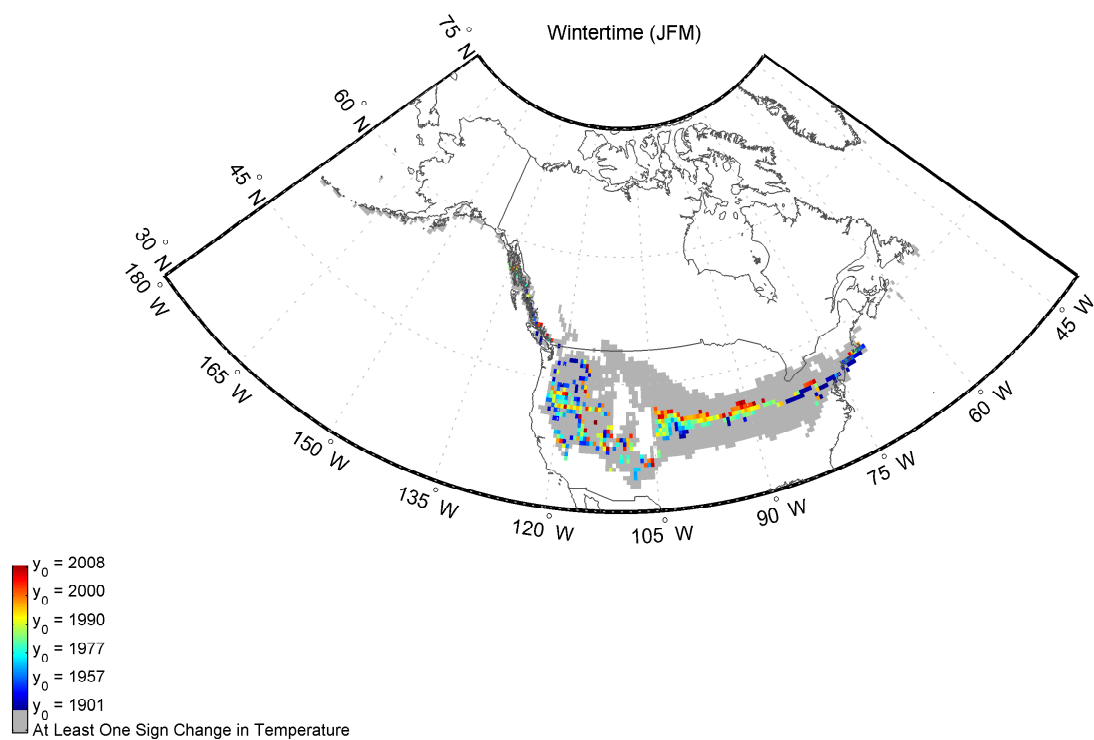 Wintertime (JFM)
75° N
60° N
45° N
30° N
180° W
165° W
150° W
135° W
120° W
105° W
90° W
75° W
60° W
45° W
y₀ = 2008
y₀ = 2000
y₀ = 1990
y₀ = 1977
y₀ = 1957
y₀ = 1901
At Least One Sign Change in Temperature